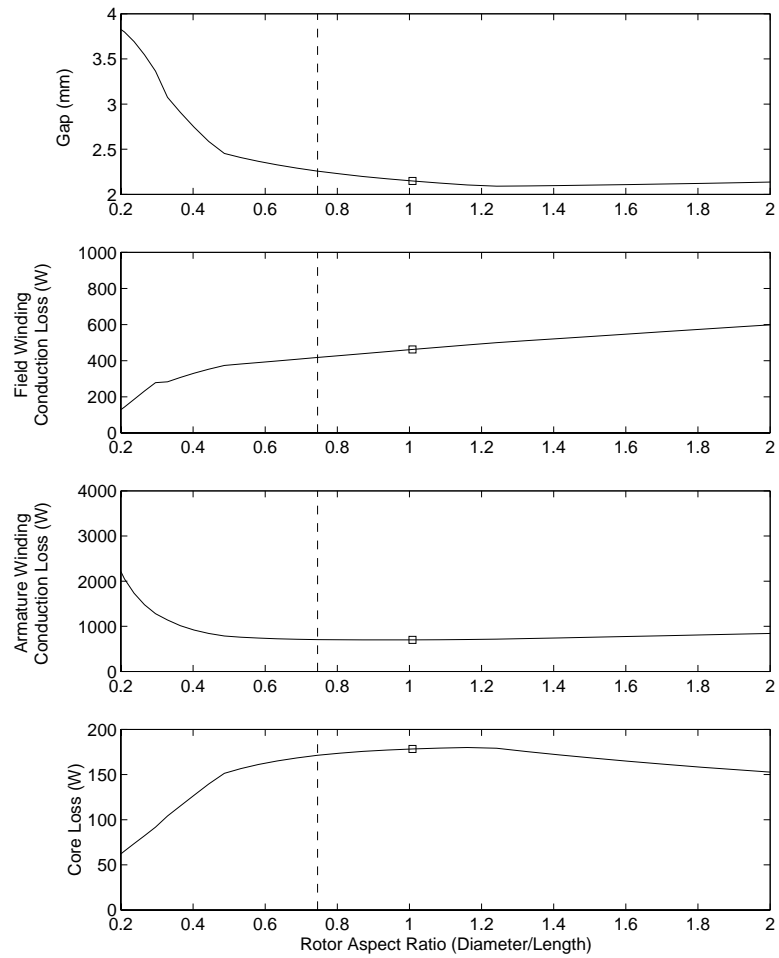 4
3.5
3
2.5
2
Gap (mm)
0.2 0.4 0.6 0.8 1 1.2 1.4 1.6 1.8 2
1000
800
600
400
200
0
Field Winding
Conduction Loss (W)
0.2 0.4 0.6 0.8 1 1.2 1.4 1.6 1.8 2
4000
3000
2000
1000
0
Armature Winding
Conduction Loss (W)
0.2 0.4 0.6 0.8 1 1.2 1.4 1.6 1.8 2
200
150
100
50
0
Core Loss (W)
0.2 0.4 0.6 0.8 1 1.2 1.4 1.6 1.8 2
Rotor Aspect Ratio (Diameter/Length)